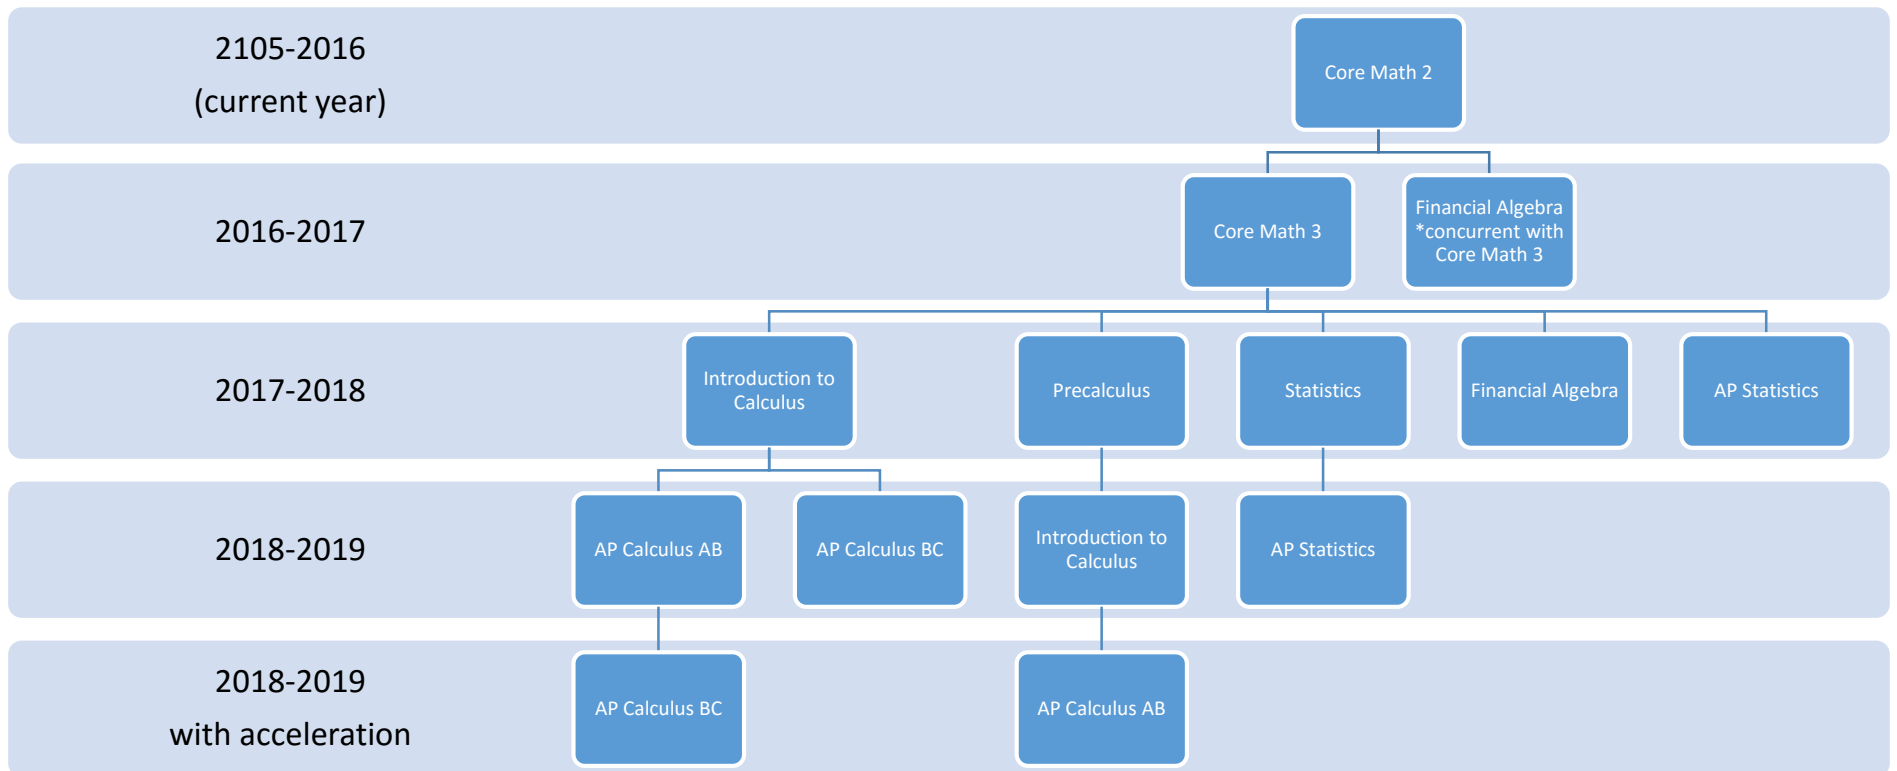 2105-2016
(current year)
Core Math 2
2016-2017
Core Math 3
Financial Algebra
*concurrent with
Core Math 3
2017-2018
Introduction to
Calculus
Precalculus
Statistics
Financial Algebra
AP Statistics
2018-2019
AP Calculus AB
AP Calculus BC
Introduction to
Calculus
AP Statistics
2018-2019
with acceleration
AP Calculus BC
AP Calculus AB